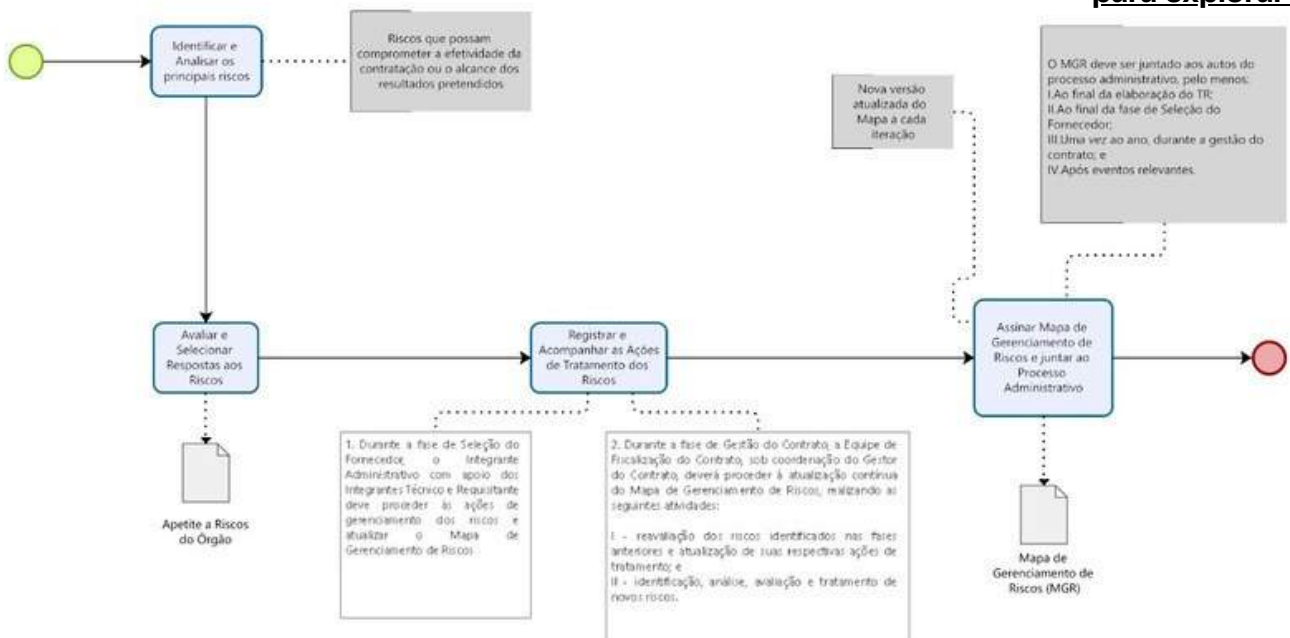 para explorar
Identificar e
Analisar os
principais riscos
Riscos que possam
comprometer a efetividade da
contratação ou o alcance dos
resultados pretendidos
Nova versão
atualizada do
Mapa a cada
iteração
O MGR deve ser juntado aos autos do
processo administrativo, pelo menos:
I.Ao final da elaboração do TR;
II.Ao final da fase de Seleção do
Fornecedor;
III.Uma vez ao ano, durante a gestão do
contrato; e
IV.Após eventos relevantes.
Avaliar e
Selecionar
Respostas aos
Riscos
Registrar e
Acompanhar as Ações
de Tratamento dos
Riscos
Assinar Mapa de
Gerenciamento de
Riscos e juntar ao
Processo
Administrativo
Apetite a Riscos
do Órgão
1. Durante a fase de Seleção do
Fornecedor, o Integrante
Administrativo com apoio dos
Integrantes Técnico e Requisitante
deve proceder às ações de
gerenciamento dos riscos e
atualizar o Mapa de
Gerenciamento de Riscos
2. Durante a fase de Gestão do Contrato, a Equipe de
Fiscalização do Contrato, sob coordenação do Gestor
do Contrato, deverá proceder à atualização contínua
do Mapa de Gerenciamento de Riscos, realizando as
seguintes atividades:
I - reavaliação dos riscos identificados nas fases
anteriores e atualização de suas respectivas ações de
tratamento; e
II - identificação, análise, avaliação e tratamento de
novos riscos.
Mapa de
Gerenciamento de
Riscos (MGR)